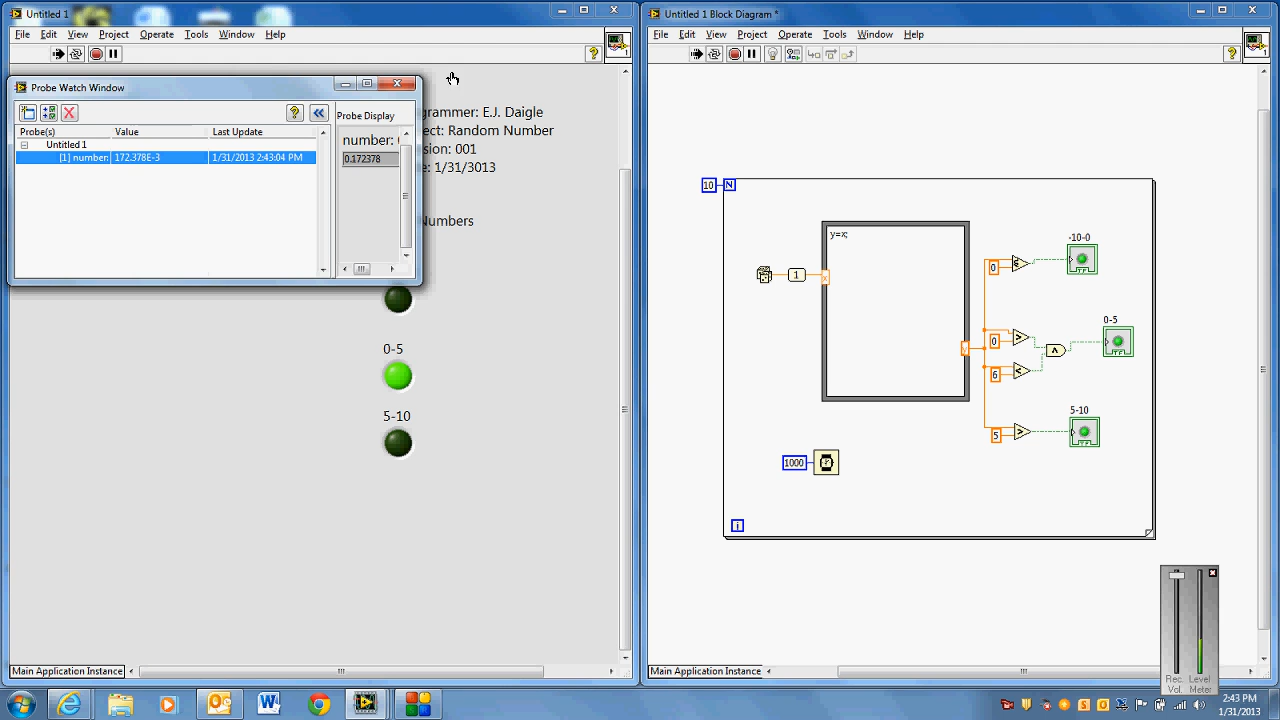 Untitled 1
File Edit View Project Operate Tools Window Help
Probe Watch Window
Probe(s) Value Last Update
Untitled 1
[1] number: 172.378E-3 1/31/2013 2:43:04 PM
Probe Display
number:
0.172378
grammer: E.J. Daigle
ect: Random Number
sion: 001
e: 1/31/3013
Numbers
0-5
5-10
Main Application Instance
Untitled 1 Block Diagram *
File Edit View Project Operate Tools Window Help
10 N
y=x;
1 x
y
0
-10-0
TF
0
6
0-5
TF
5
5-10
TF
1000
i
Rec. Level
Vol. Meter
Main Application Instance
2:43 PM
1/31/2013